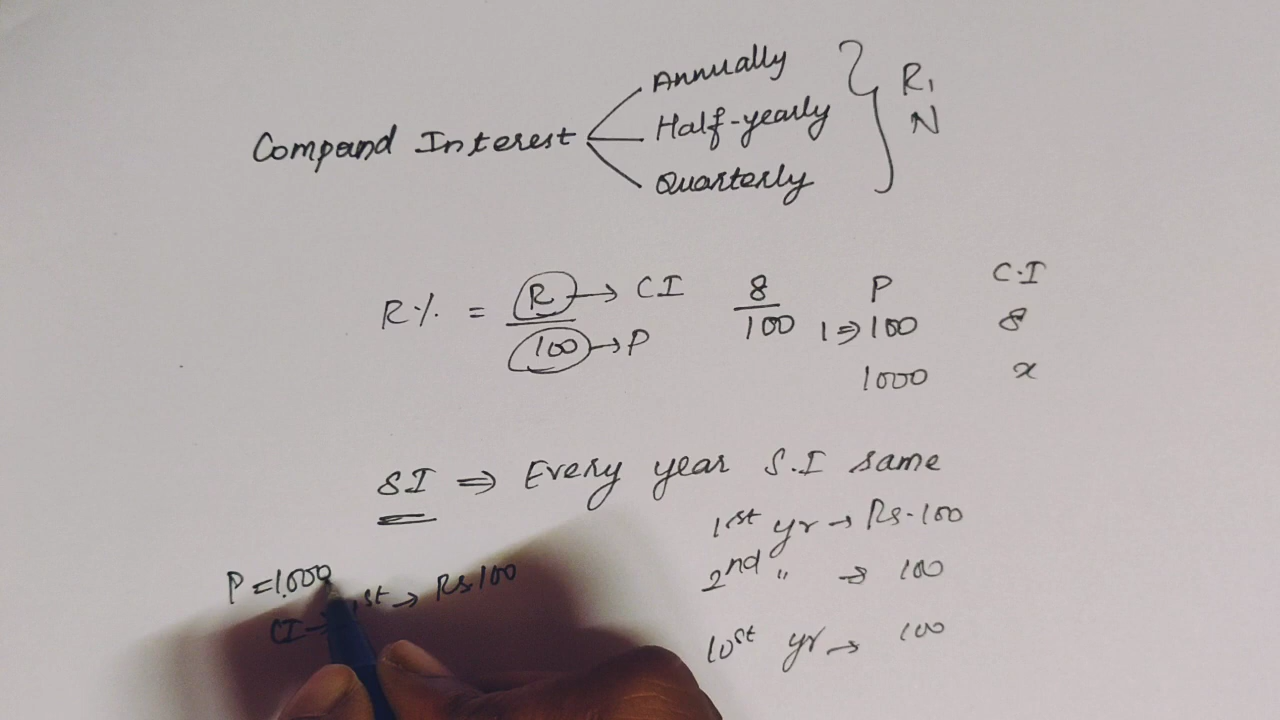 Annually
Compound Interest Half-yearly R,
N
Quarterly
R% = R → CI 8 P C.I
100 → P 100 1 ⇒ 100 8
1000 x
SI ⇒ Every year S.I same
1st yr → Rs.100
2nd " → 100
10st yr → 100
P = 1000
CI → 1st → Rs.100